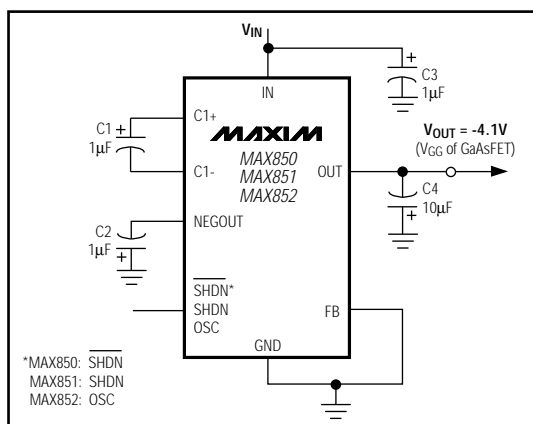 VIN
C3
1µF
IN
C1+
C1
1µF
MAXIM
VOUT = -4.1V
(VGG of GaAsFET)
MAX850
MAX851
MAX852
OUT
C1-
C4
10µF
NEGOUT
C2
1µF
SHDN*
SHDN
OSC
FB
GND
*MAX850: SHDN
MAX851: SHDN
MAX852: OSC